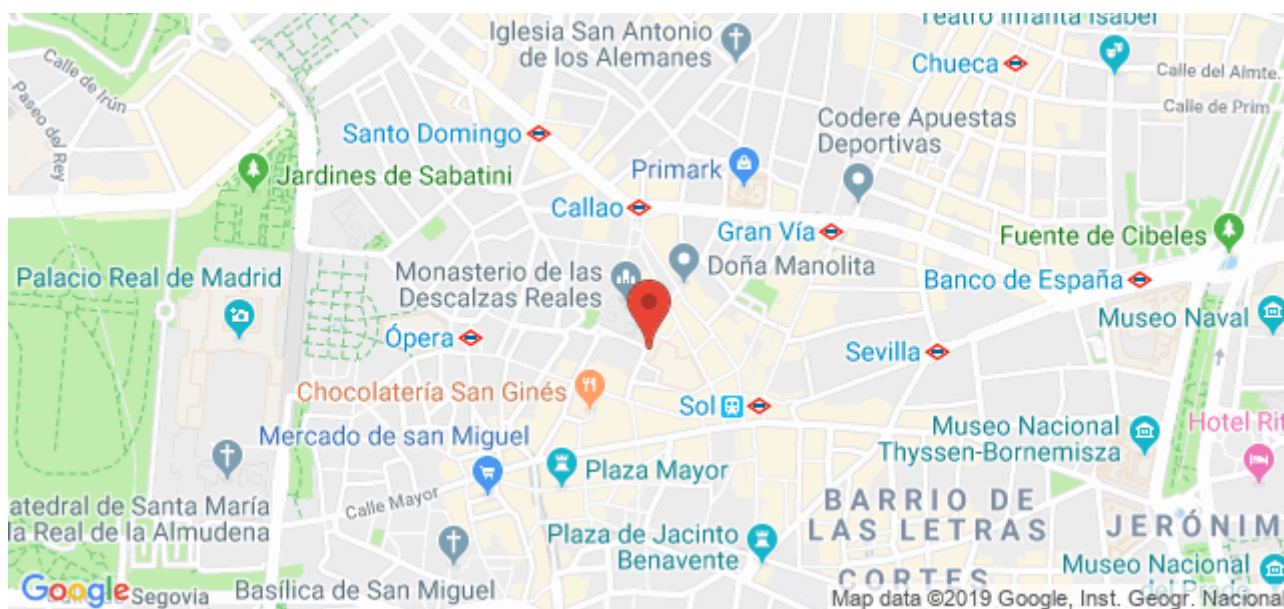 Teatro Infanta Isabel
Iglesia San Antonio
de los Alemanes
Chueca
Calle del Almte.
Calle de Irún
Paseo del Rey
Calle de Prim
Codere Apuestas
Deportivas
Santo Domingo
Primark
Jardines de Sabatini
Callao
Gran Vía
Fuente de Cibeles
Monasterio de las
Descalzas Reales
Doña Manolita
Palacio Real de Madrid
Banco de España
Museo Naval
Ópera
Sevilla
Chocolatería San Ginés
Sol
Mercado de san Miguel
Museo Nacional
Thyssen-Bornemisza
Hotel Rit
Plaza Mayor
Calle Mayor
BARRIO DE
LAS LETRAS
JERÓNIM
atedral de Santa María
la Real de la Almudena
Plaza de Jacinto
Benavente
Museo Nacional
del Prado
CORTES
Basílica de San Miguel
Segovia
Google
Map data ©2019 Google, Inst. Geogr. Naciona